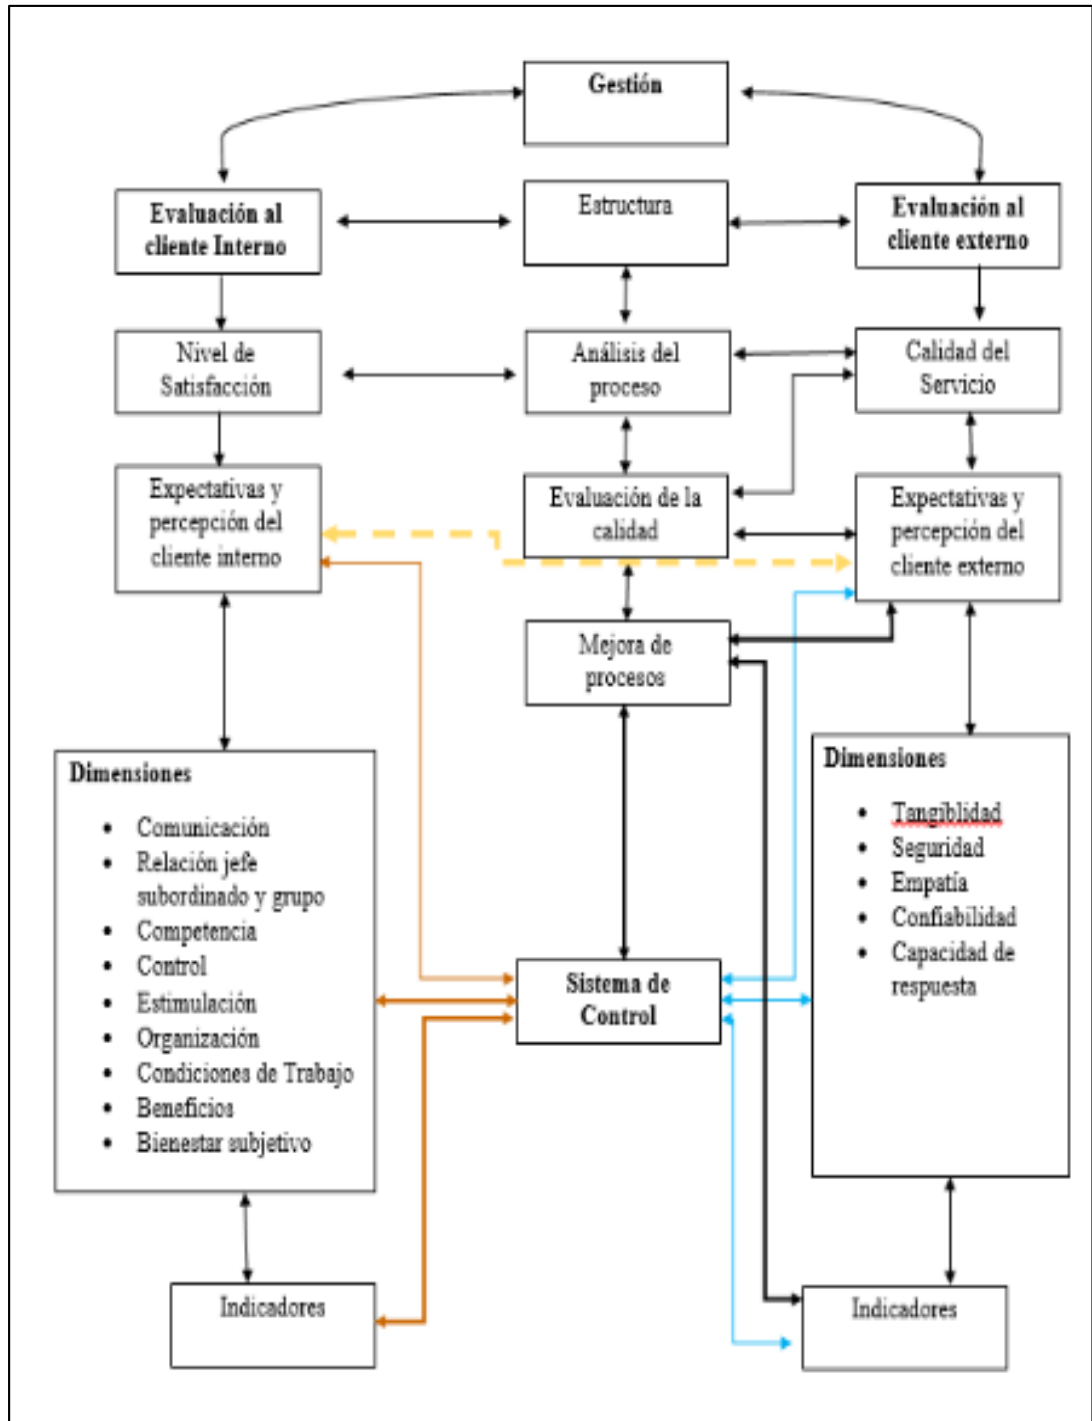 Gestión
Evaluación al
cliente Interno
Estructura
Evaluación al
cliente externo
Nivel de
Satisfacción
Análisis del
proceso
Calidad del
Servicio
Expectativas y
percepción del
cliente interno
Evaluación de la
calidad
Expectativas y
percepción del
cliente externo
Mejora de
procesos
Dimensiones
• Comunicación
• Relación jefe
subordinado y grupo
• Competencia
• Control
• Estimulación
• Organización
• Condiciones de Trabajo
• Beneficios
• Bienestar subjetivo
Sistema de
Control
Dimensiones
• Tangiblidad
• Seguridad
• Empatía
• Confiabilidad
• Capacidad de
respuesta
Indicadores
Indicadores